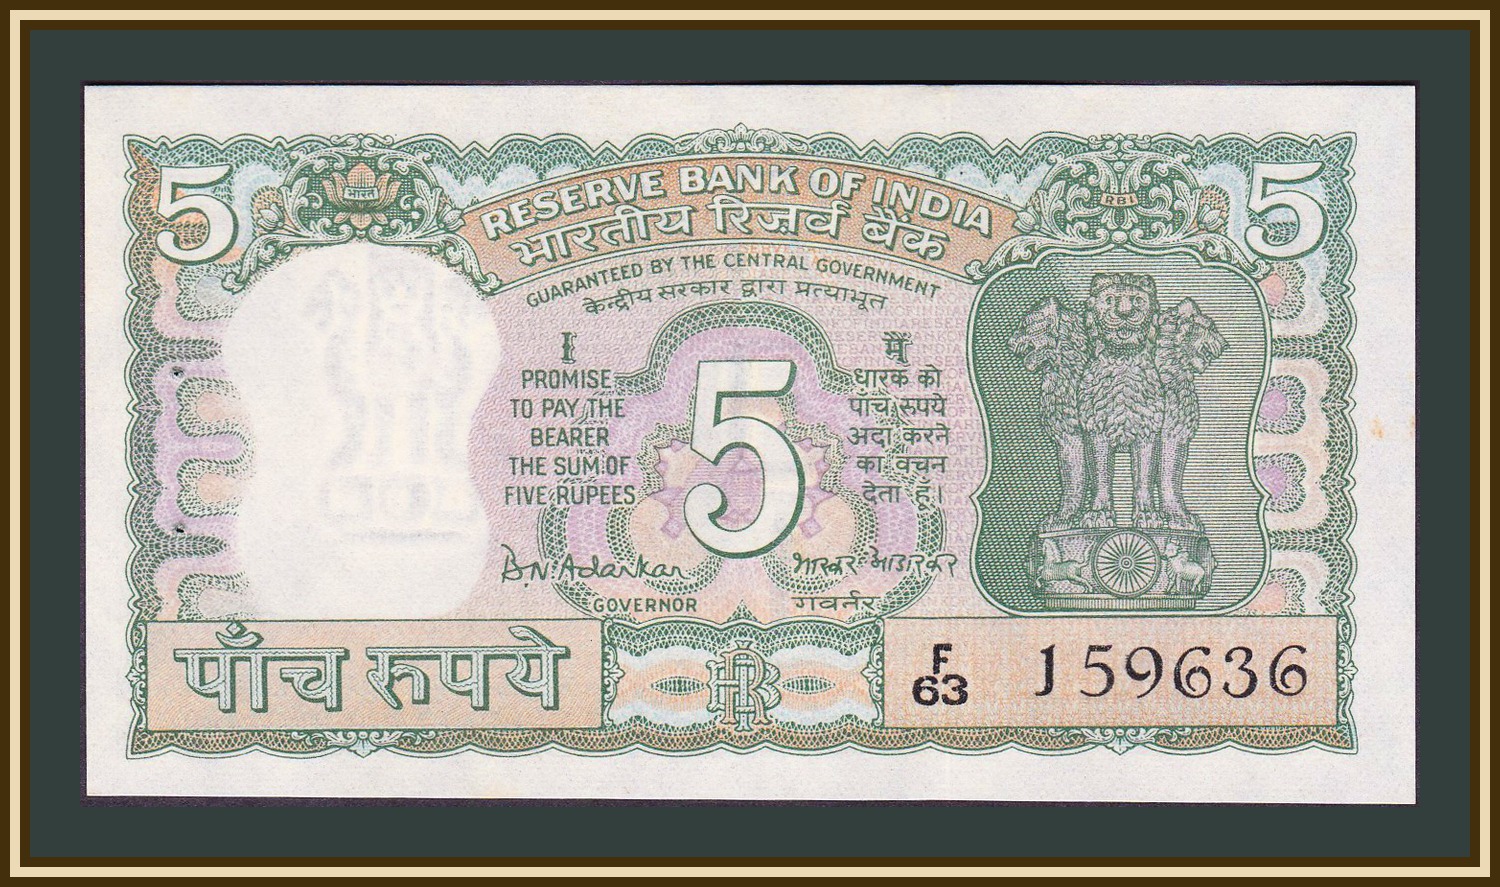 5
5
RBI
RESERVE BANK OF INDIA
भारतीय रिज़र्व बैंक
GUARANTEED BY THE CENTRAL GOVERNMENT
केन्द्रीय सरकार द्वारा प्रत्याभूत
I
PROMISE
TO PAY THE
BEARER
THE SUM OF
FIVE RUPEES
5
मैं
धारक को
पाँच रुपये
अदा करने
का वचन
देता हूँ।
B.N. Adarkar
भास्कर आडारकर
GOVERNOR
गवर्नर
पाँच रुपये
F
63
159636